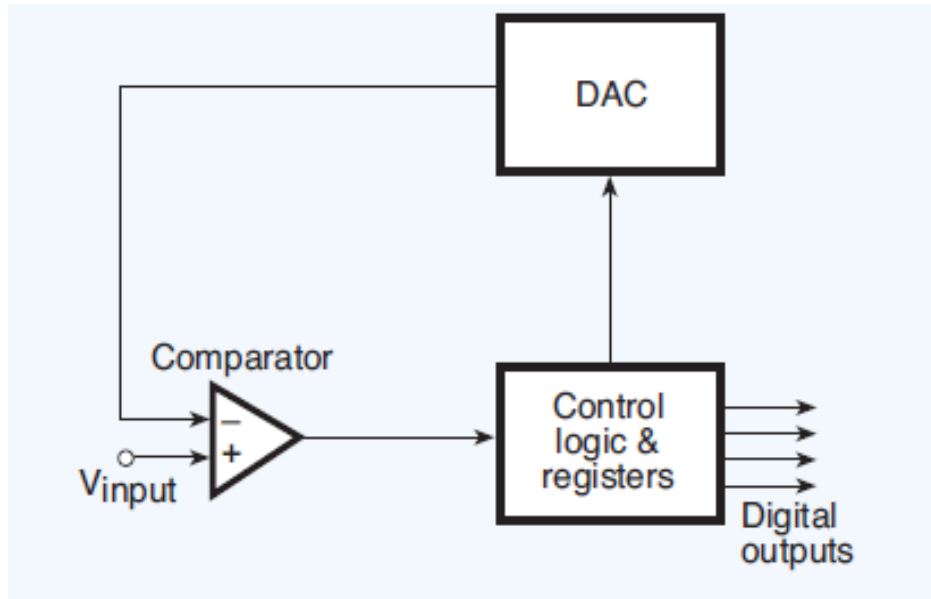 DAC
Comparator
–
+
Vinput
Control
logic &
registers
Digital
outputs